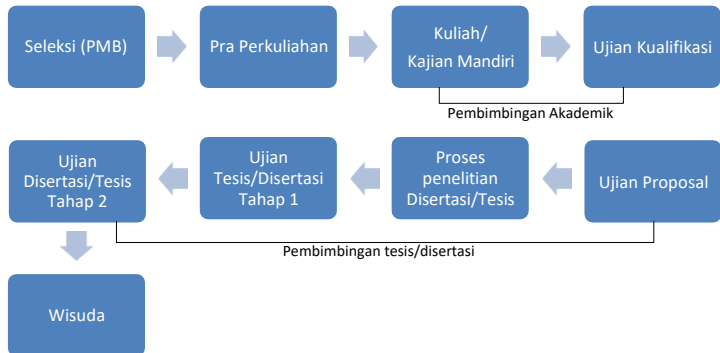 Seleksi (PMB)
Pra Perkuliahan
Kuliah/
Kajian Mandiri
Ujian Kualifikasi
Pembimbingan Akademik
Ujian
Disertasi/Tesis
Tahap 2
Ujian
Tesis/Disertasi
Tahap 1
Proses
penelitian
Disertasi/Tesis
Ujian Proposal
Pembimbingan tesis/disertasi
Wisuda